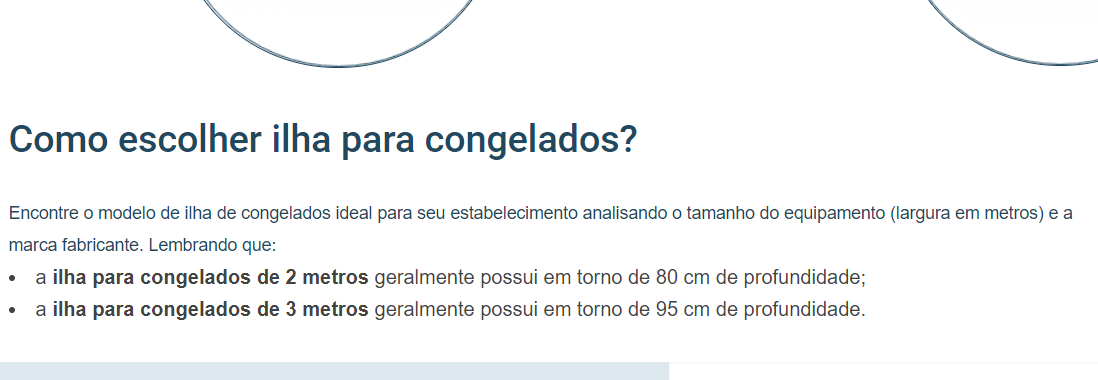 Como escolher ilha para congelados?
Encontre o modelo de ilha de congelados ideal para seu estabelecimento analisando o tamanho do equipamento (largura em metros) e a
marca fabricante. Lembrando que:
• a ilha para congelados de 2 metros geralmente possui em torno de 80 cm de profundidade;
• a ilha para congelados de 3 metros geralmente possui em torno de 95 cm de profundidade.